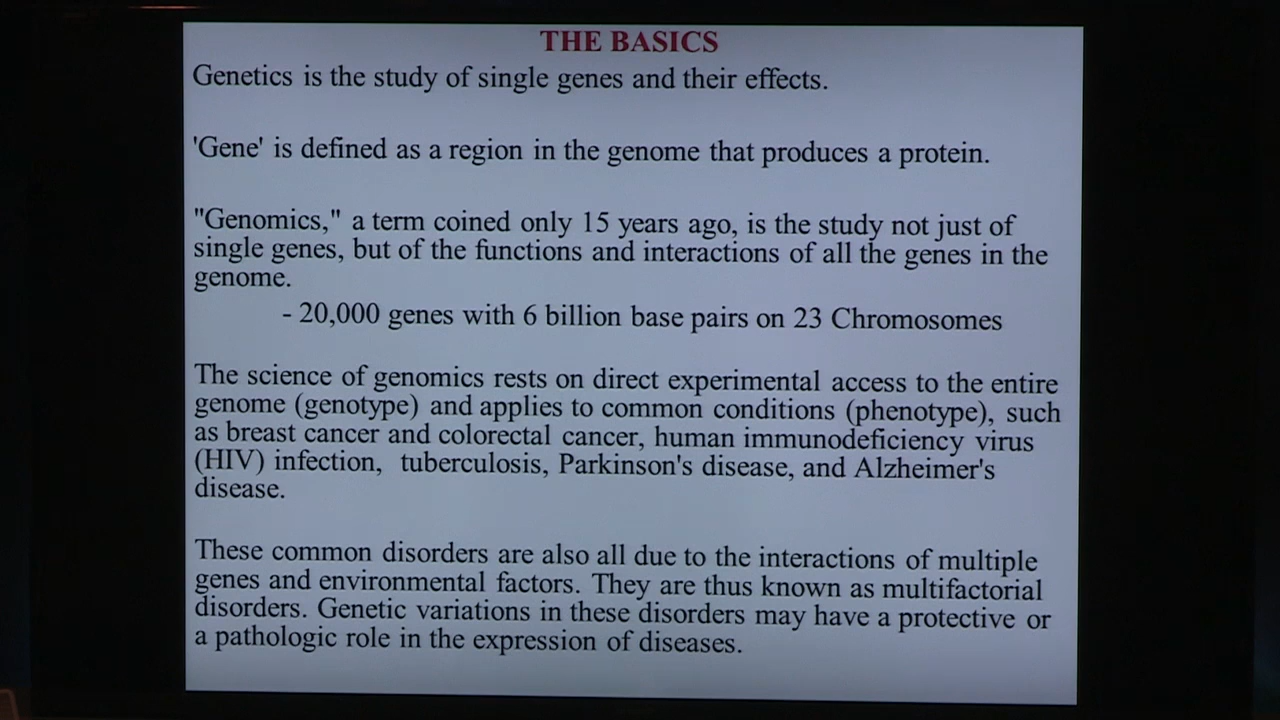 THE BASICS
Genetics is the study of single genes and their effects.
'Gene' is defined as a region in the genome that produces a protein.
"Genomics," a term coined only 15 years ago, is the study not just of
single genes, but of the functions and interactions of all the genes in the
genome.
- 20,000 genes with 6 billion base pairs on 23 Chromosomes
The science of genomics rests on direct experimental access to the entire
genome (genotype) and applies to common conditions (phenotype), such
as breast cancer and colorectal cancer, human immunodeficiency virus
(HIV) infection, tuberculosis, Parkinson's disease, and Alzheimer's
disease.
These common disorders are also all due to the interactions of multiple
genes and environmental factors. They are thus known as multifactorial
disorders. Genetic variations in these disorders may have a protective or
a pathologic role in the expression of diseases.